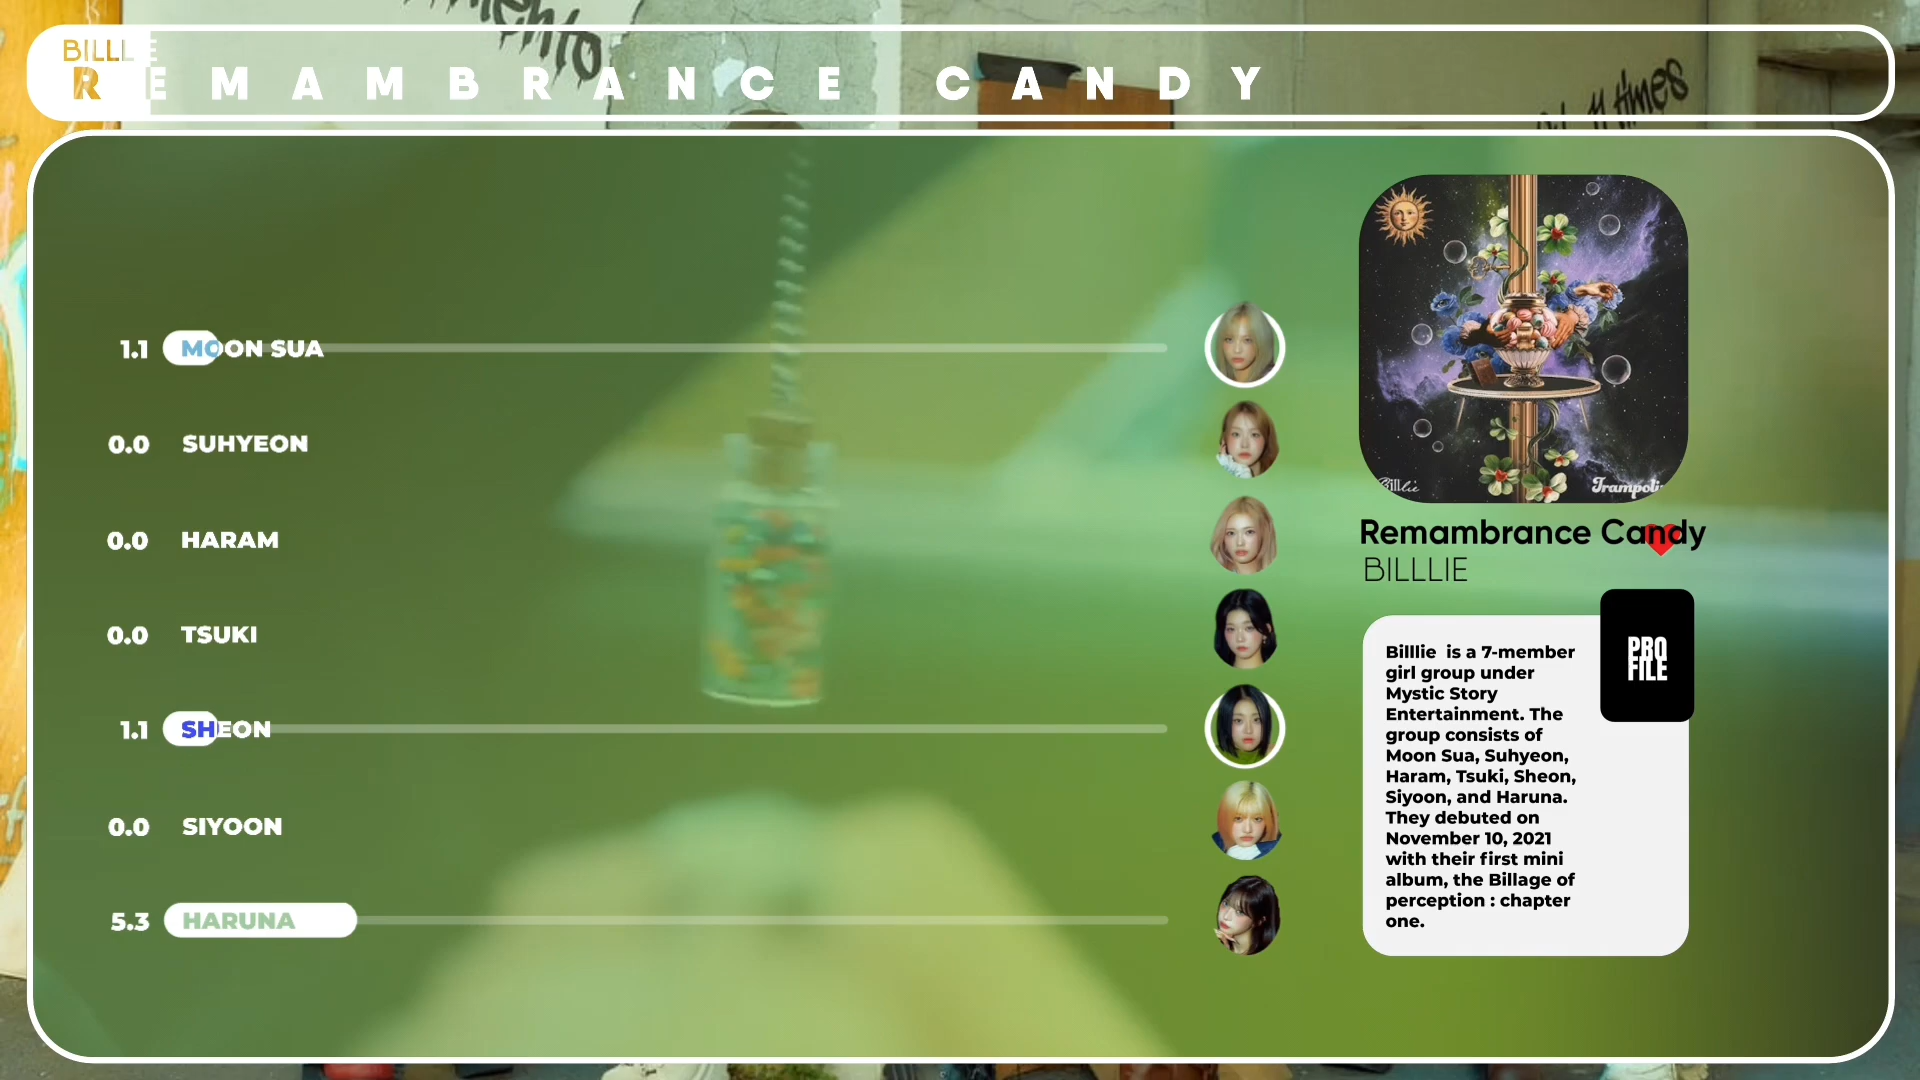 BILLLIE
REMAMBRANCE CANDY
1.1 MOON SUA
0.0 SUHYEON
0.0 HARAM
0.0 TSUKI
1.1 SHEON
0.0 SIYOON
5.3 HARUNA
Billlie
Remambrance Candy
BILLLIE
PRO
FILE
Billlie is a 7-member
girl group under
Mystic Story
Entertainment. The
group consists of
Moon Sua, Suhyeon,
Haram, Tsuki, Sheon,
Siyoon, and Haruna.
They debuted on
November 10, 2021
with their first mini
album, the Billage of
perception : chapter
one.